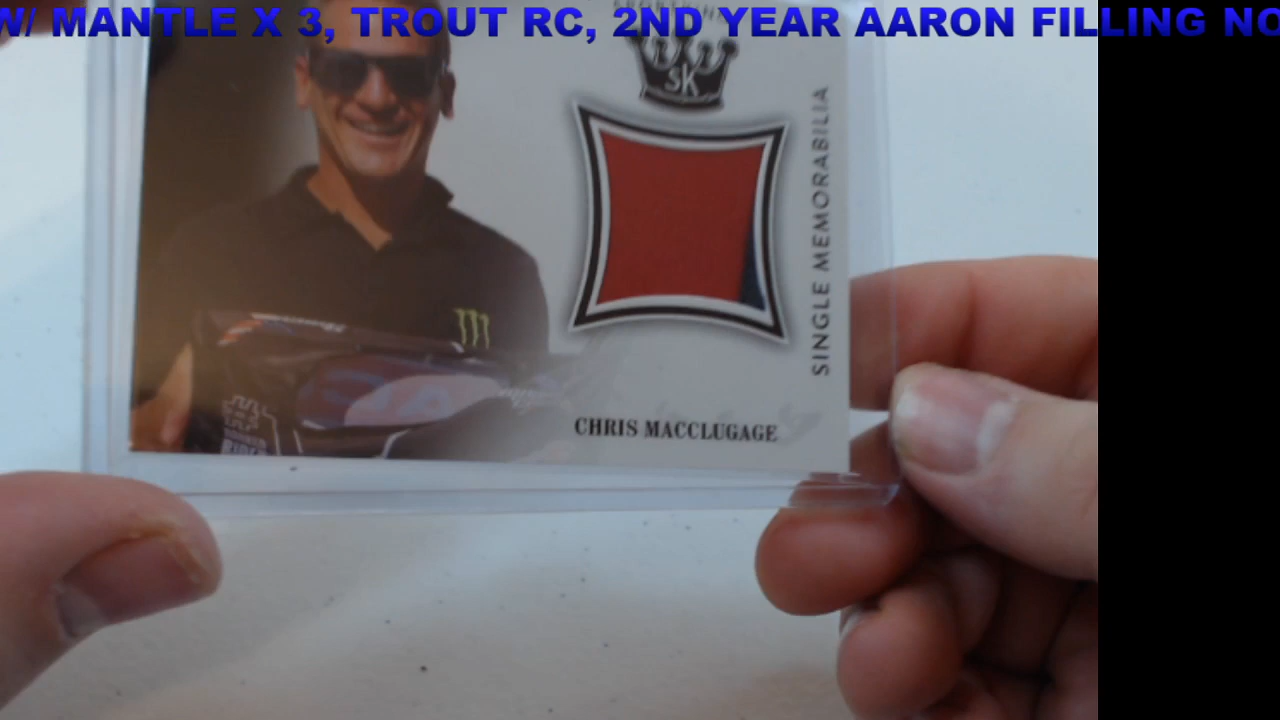 W/ MANTLE X 3, TROUT RC, 2ND YEAR AARON FILLING NO
SK
SINGLE MEMORABILIA
CHRIS MACCLUGAGE